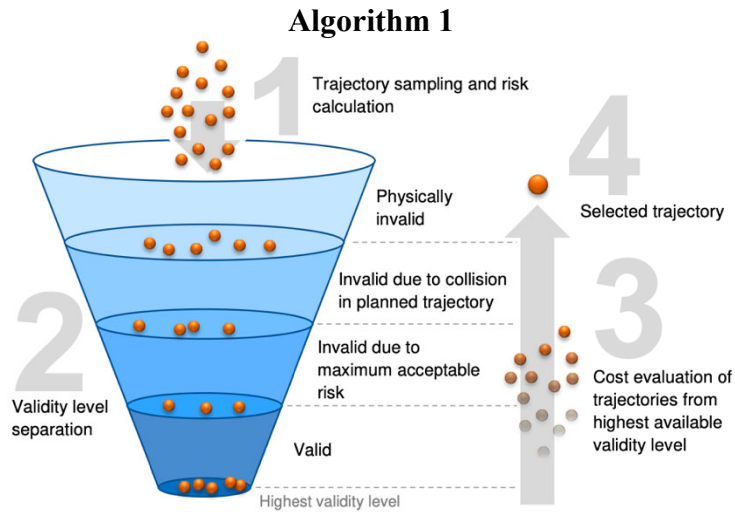 Algorithm 1
1
Trajectory sampling and risk
calculation
Physically
invalid
Invalid due to collision
in planned trajectory
Invalid due to
maximum acceptable
risk
Valid
Highest validity level
2
Validity level
separation
3
Cost evaluation of
trajectories from
highest available
validity level
4
Selected trajectory